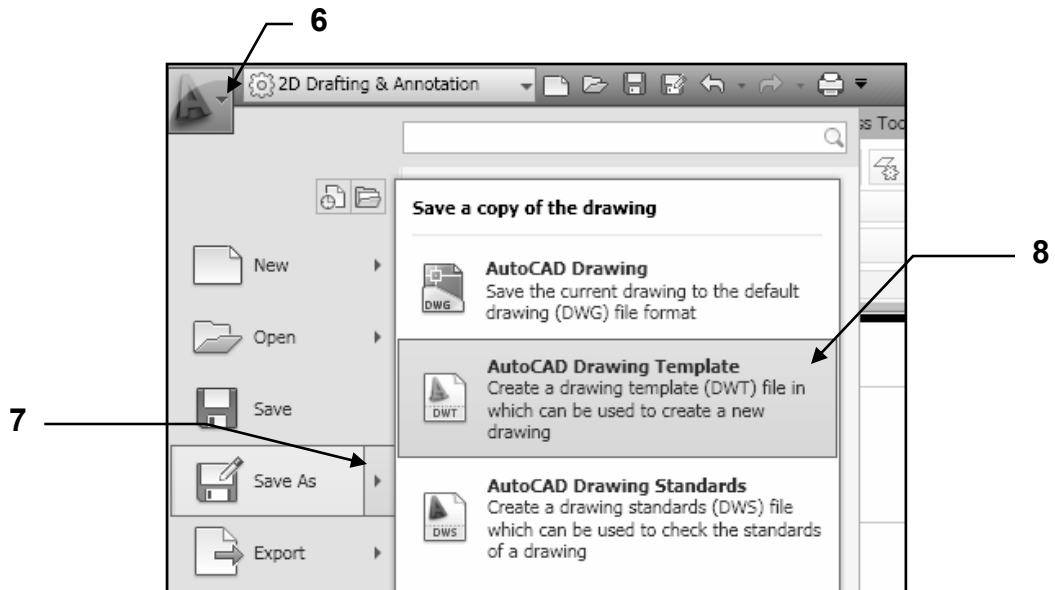 6
2D Drafting & Annotation
ss Too
Save a copy of the drawing
8
New
AutoCAD Drawing
Save the current drawing to the default
drawing (DWG) file format
DWG
Open
AutoCAD Drawing Template
Create a drawing template (DWT) file in
which can be used to create a new
drawing
DWT
7
Save
Save As
AutoCAD Drawing Standards
Create a drawing standards (DWS) file
which can be used to check the standards
of a drawing
DWS
Export